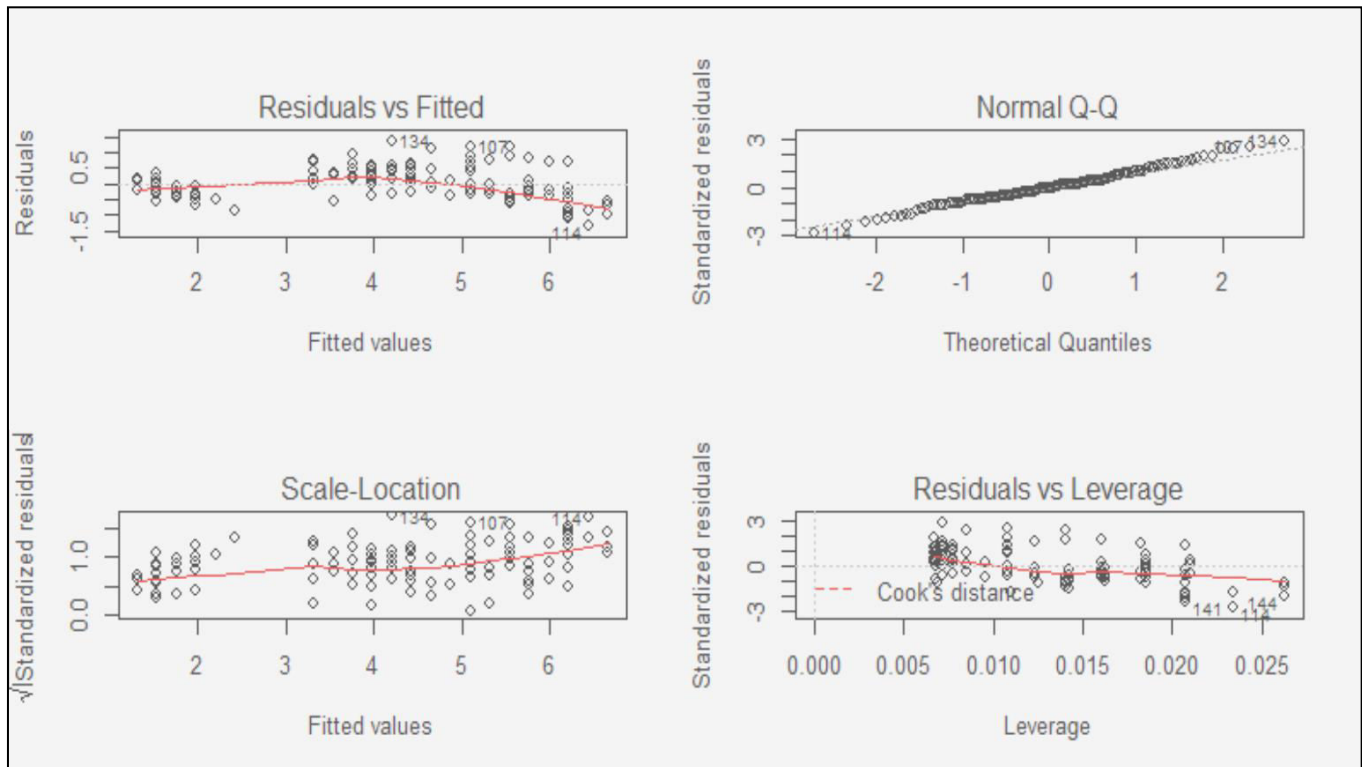 Residuals vs Fitted
Residuals
0.5
-1.5
134
107
114
2 3 4 5 6
Fitted values
Normal Q-Q
Standardized residuals
3
0
-3
107 134
114
-2 -1 0 1 2
Theoretical Quantiles
Scale-Location
√|Standardized residuals|
1.0
0.0
134
107
114
2 3 4 5 6
Fitted values
Residuals vs Leverage
Standardized residuals
3
0
-3
Cook's distance
141
144
114
0.000 0.005 0.010 0.015 0.020 0.025
Leverage